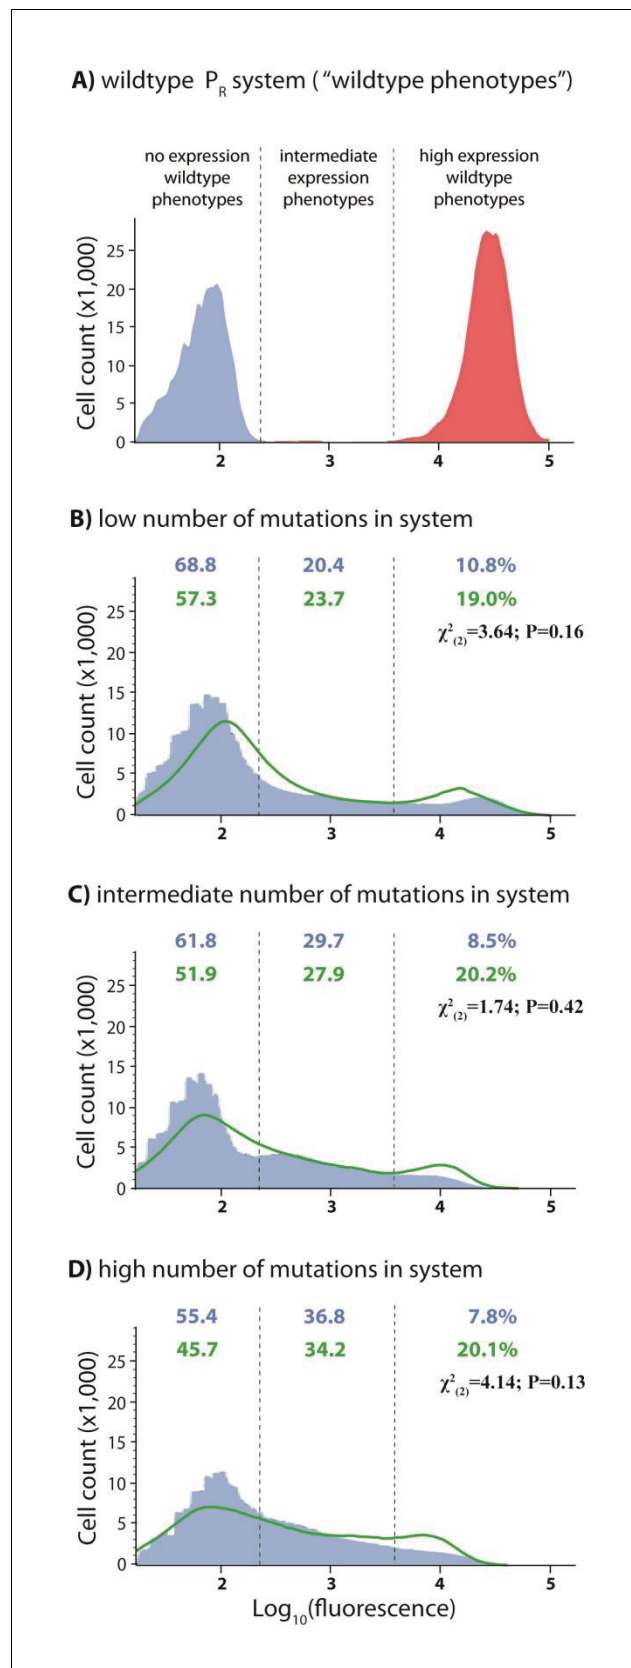 A) wildtype P_R system (“wildtype phenotypes”)
no expression wildtype phenotypes
intermediate expression phenotypes
high expression wildtype phenotypes
Cell count (x1,000)
25
20
15
10
5
0
2 3 4 5
B) low number of mutations in system
68.8 20.4 10.8%
57.3 23.7 19.0%
χ²(2)=3.64; P=0.16
Cell count (x1,000)
25
20
15
10
5
0
2 3 4 5
C) intermediate number of mutations in system
61.8 29.7 8.5%
51.9 27.9 20.2%
χ²(2)=1.74; P=0.42
Cell count (x1,000)
25
20
15
10
5
0
2 3 4 5
D) high number of mutations in system
55.4 36.8 7.8%
45.7 34.2 20.1%
χ²(2)=4.14; P=0.13
Cell count (x1,000)
25
20
15
10
5
0
2 3 4 5
Log₁₀(fluorescence)